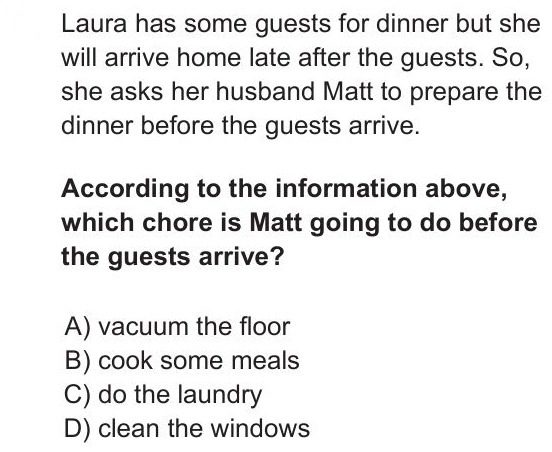 Laura has some guests for dinner but she
will arrive home late after the guests. So,
she asks her husband Matt to prepare the
dinner before the guests arrive.
According to the information above,
which chore is Matt going to do before
the guests arrive?
A) vacuum the floor
B) cook some meals
C) do the laundry
D) clean the windows